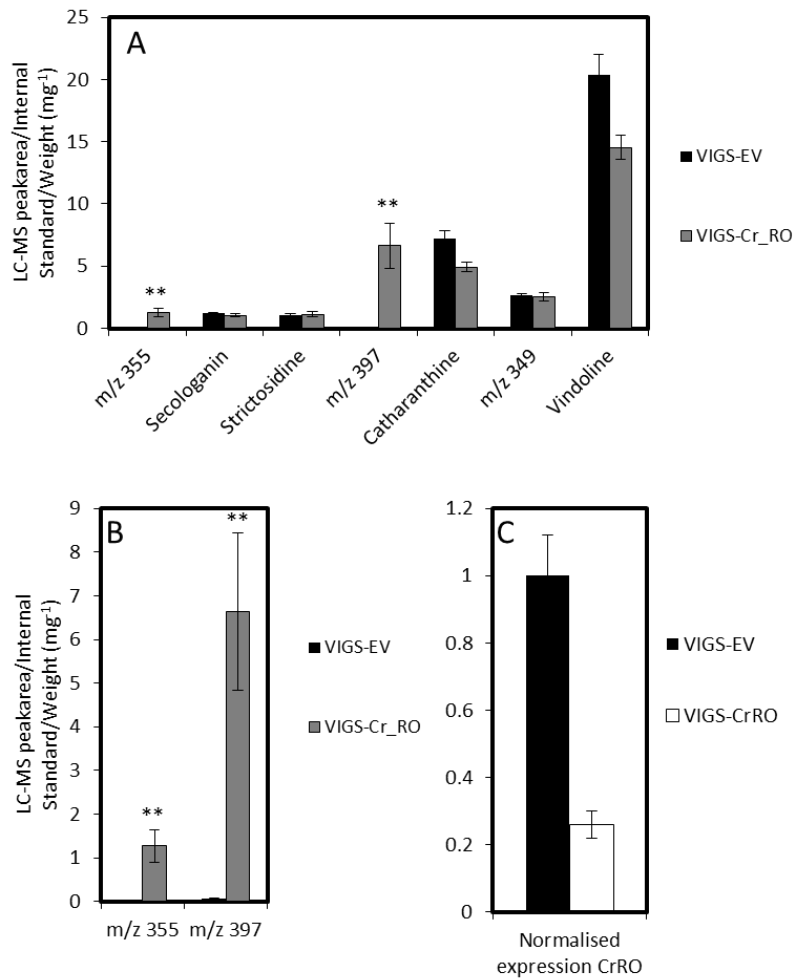 A
LC-MS peakarea/Internal
Standard/Weight (mg-1)
25
20
15
10
5
0
**
**
m/z 355
Secologanin
Strictosidine
m/z 397
Catharanthine
m/z 349
Vindoline
VIGS-EV
VIGS-Cr_RO
B
LC-MS peakarea/Internal
Standard/Weight (mg-1)
9
8
7
6
5
4
3
2
1
0
**
**
m/z 355
m/z 397
VIGS-EV
VIGS-Cr_RO
C
1.2
1
0.8
0.6
0.4
0.2
0
Normalised
expression CrRO
VIGS-EV
VIGS-CrRO